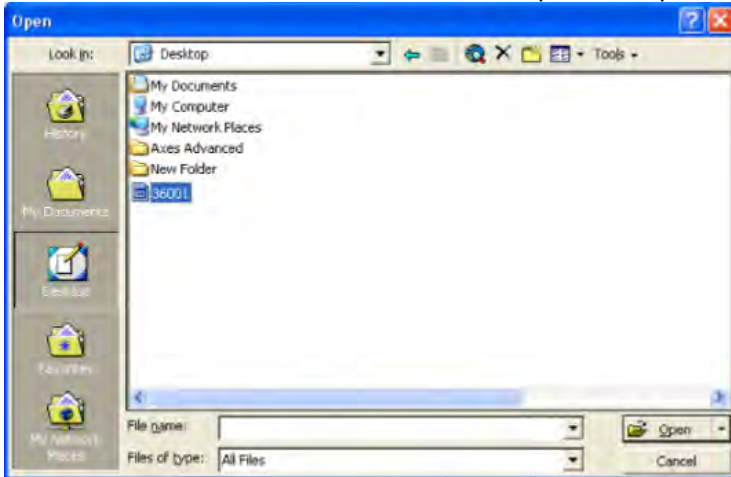 Open
Look in:
Desktop
Tools
My Documents
My Computer
My Network Places
Axes Advanced
New Folder
36001
History
My Documents
Desktop
Favorites
My Network
Places
File name:
Open
Files of type:
All Files
Cancel